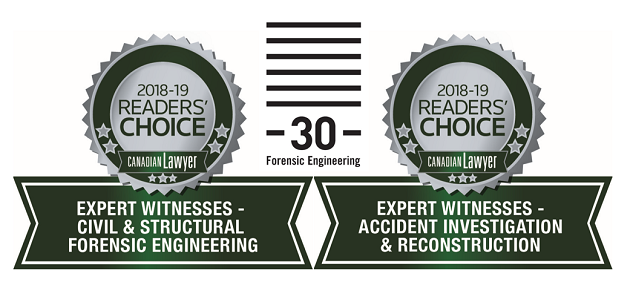 2018-19
READERS'
CHOICE
CANADIAN Lawyer
EXPERT WITNESSES -
CIVIL & STRUCTURAL
FORENSIC ENGINEERING
-30-
Forensic Engineering
2018-19
READERS'
CHOICE
CANADIAN Lawyer
EXPERT WITNESSES -
ACCIDENT INVESTIGATION
& RECONSTRUCTION